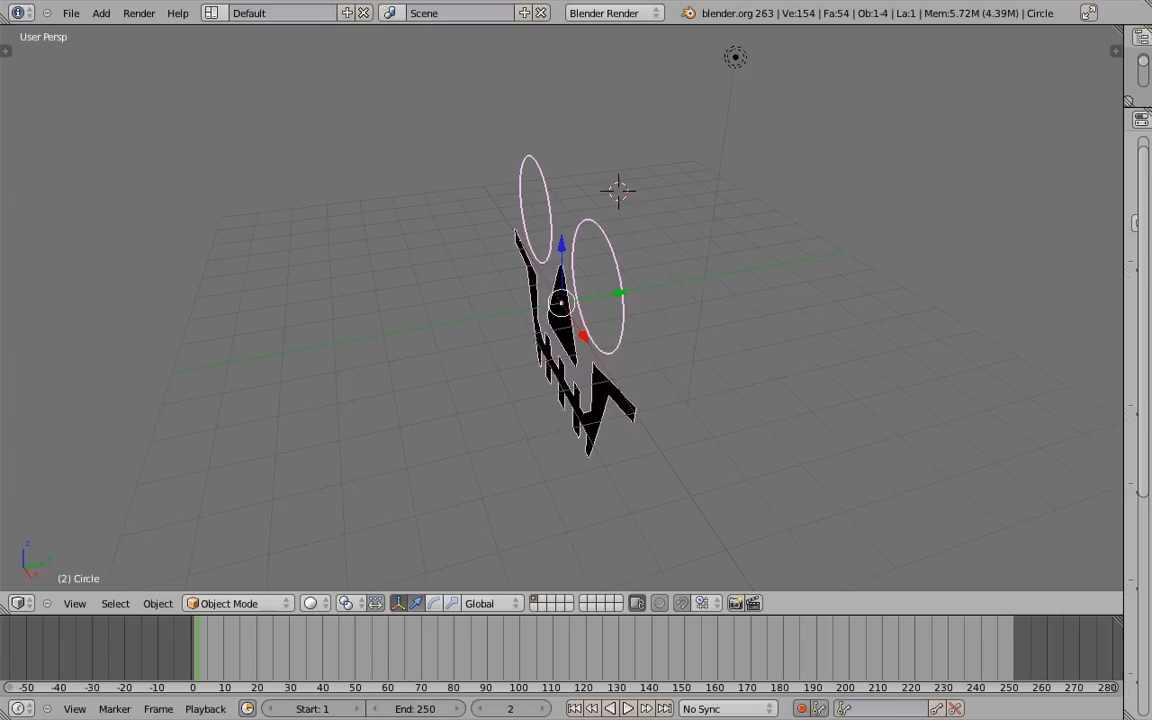 File Add Render Help Default Scene Blender Render blender.org 263 | Ve:154 | Fa:54 | Ob:1-4 | La:1 | Mem:5.72M (4.39M) | Circle
User Persp
z
y
x
(2) Circle
View Select Object Object Mode Global
-50 -40 -30 -20 -10 0 10 20 30 40 50 60 70 80 90 100 110 120 130 140 150 160 170 180 190 200 210 220 230 240 250 260 270 280
View Marker Frame Playback Start: 1 End: 250 2 No Sync